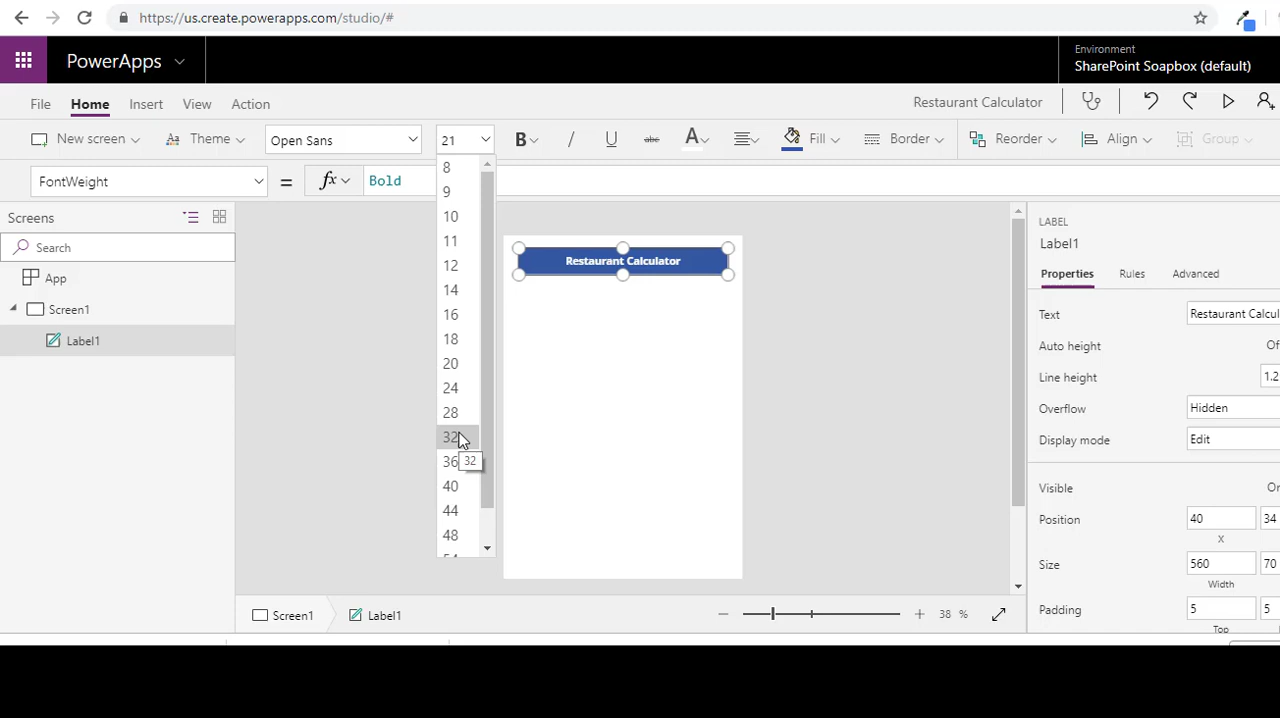 https://us.create.powerapps.com/studio/#
PowerApps
Environment
SharePoint Soapbox (default)
File Home Insert View Action
Restaurant Calculator
New screen Theme Open Sans 21 B / U abc A Fill Border Reorder Align Group
FontWeight = fx Bold
Screens
Search
App
Screen1
Label1
8
9
10
11
12
14
16
18
20
24
28
32
32
36
40
44
48
54
Restaurant Calculator
LABEL
Label1
Properties Rules Advanced
Text Restaurant Calcul
Auto height Of
Line height 1.2
Overflow Hidden
Display mode Edit
Visible On
Position 40 34
X
Size 560 70
Width
Padding 5 5
Top
Screen1 Label1
38 %